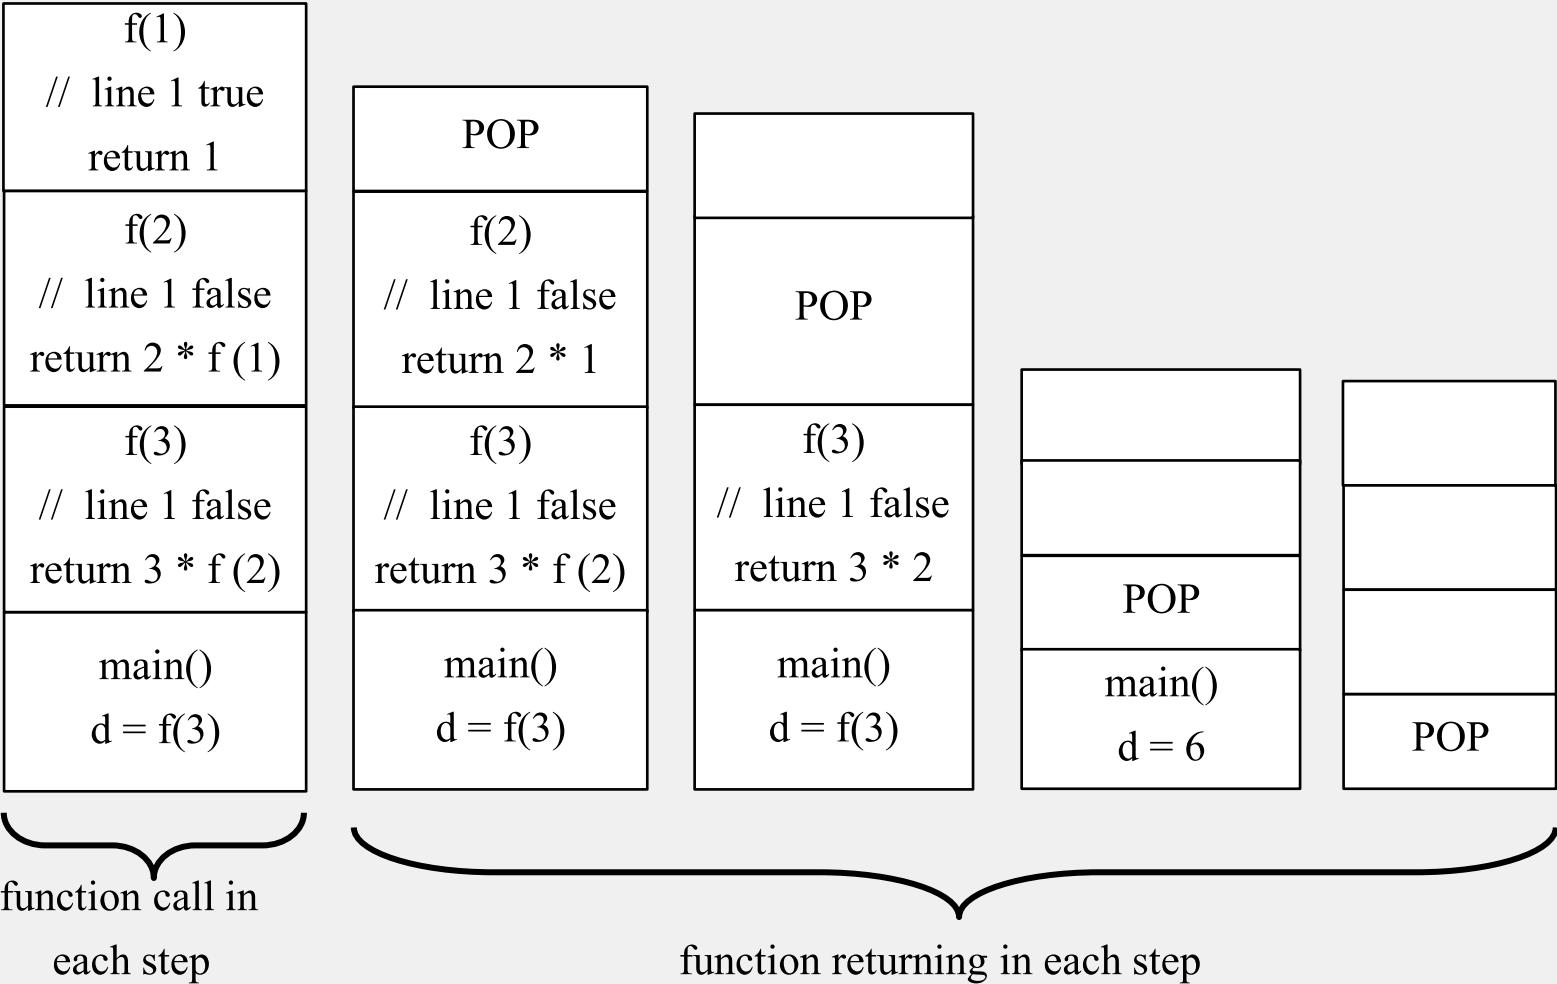 f(1)
// line 1 true
return 1
f(2)
// line 1 false
return 2 * f (1)
f(3)
// line 1 false
return 3 * f (2)
main()
d = f(3)
POP
f(2)
// line 1 false
return 2 * 1
f(3)
// line 1 false
return 3 * f (2)
main()
d = f(3)
POP
f(3)
// line 1 false
return 3 * 2
main()
d = f(3)
POP
main()
d = 6
POP
function call in
each step
function returning in each step